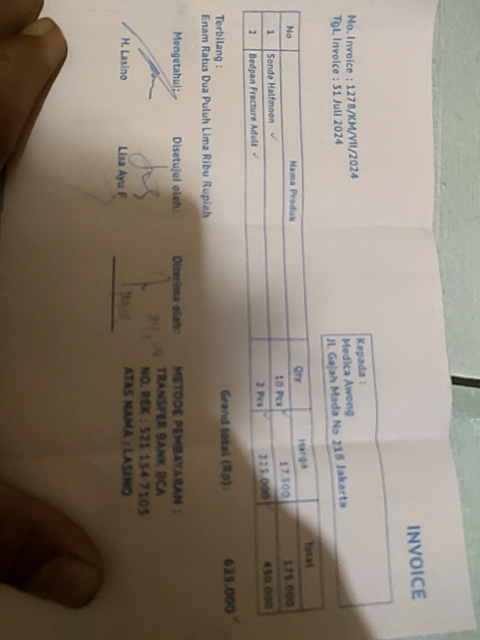 INVOICE
No. Invoice : 1278/KM/VII/2024
Tgl. Invoice : 31 Juli 2024
Kepada :
Medica Awong
Jl. Gajah Mada No 218 Jakarta
No Nama Produk Qty Harga Total
1 Sonde Halfmoon 10 Pcs 17.500 175.000
2 Bedpan Fracture Adult 2 Pcs 225.000 450.000
Grand total (Rp): 625.000
Terbilang :
Enam Ratus Dua Puluh Lima Ribu Rupiah
Mengetahui: Disetujui oleh: Diterima oleh:
H. Lasino Lisa Ayu F
METODE PEMBAYARAN :
TRANSFER BANK BCA
NO. REK : 521 134 7105
ATAS NAMA : LASINO